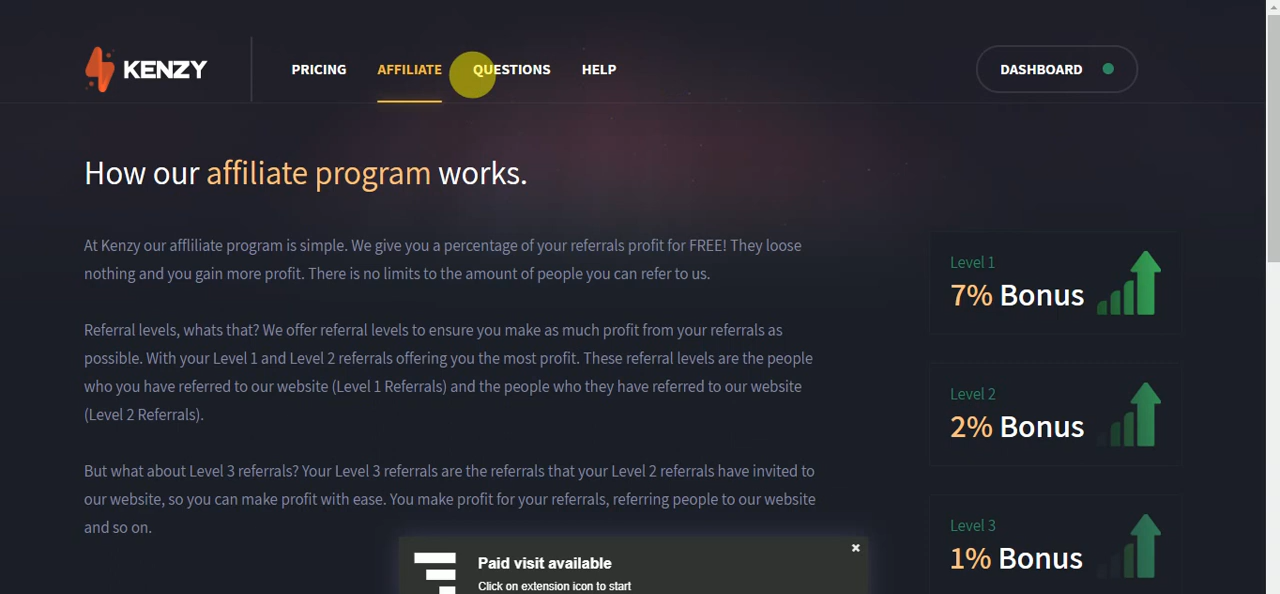 KENZY
PRICING
AFFILIATE
QUESTIONS
HELP
DASHBOARD
How our affiliate program works.
At Kenzy our affliliate program is simple. We give you a percentage of your referrals profit for FREE! They loose
nothing and you gain more profit. There is no limits to the amount of people you can refer to us.
Referral levels, whats that? We offer referral levels to ensure you make as much profit from your referrals as
possible. With your Level 1 and Level 2 referrals offering you the most profit. These referral levels are the people
who you have referred to our website (Level 1 Referrals) and the people who they have referred to our website
(Level 2 Referrals).
But what about Level 3 referrals? Your Level 3 referrals are the referrals that your Level 2 referrals have invited to
our website, so you can make profit with ease. You make profit for your referrals, referring people to our website
and so on.
Level 1
7% Bonus
Level 2
2% Bonus
Level 3
1% Bonus
Paid visit available
Click on extension icon to start